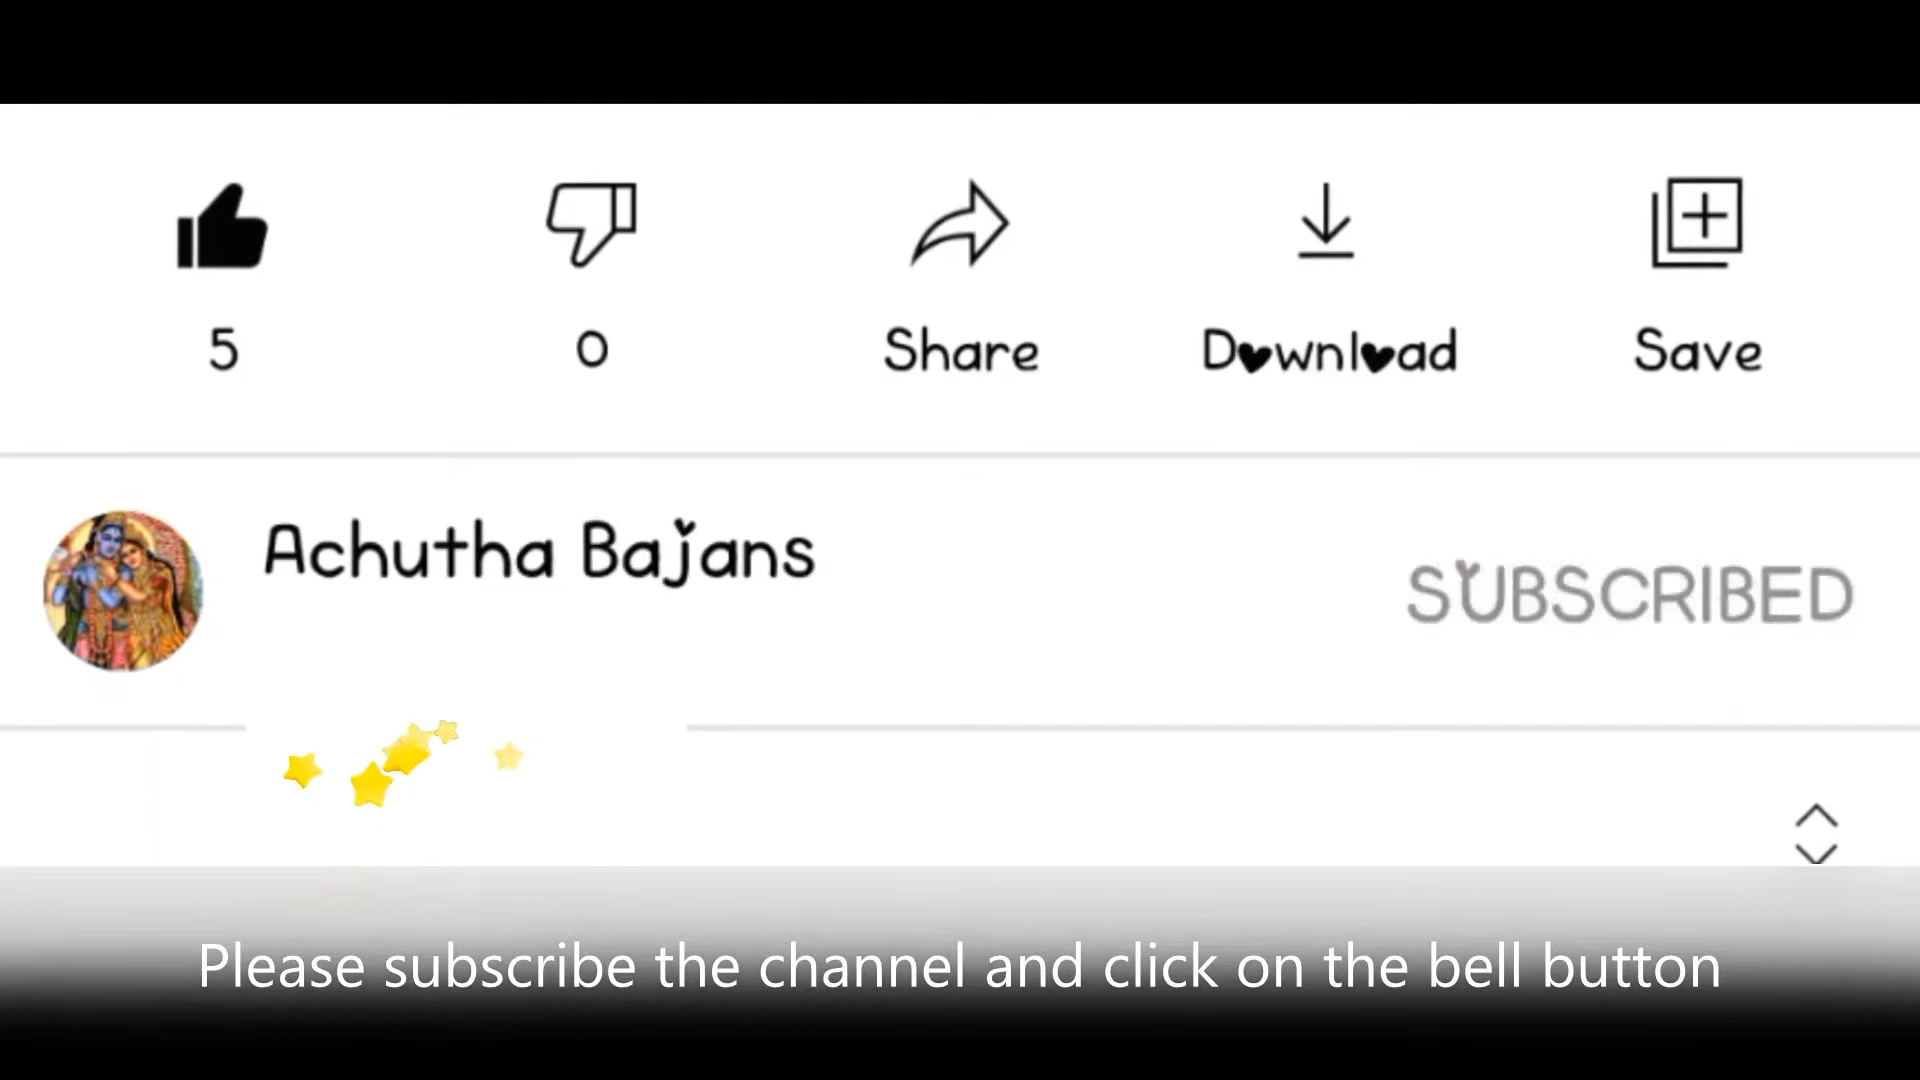 5 0 Share Download Save
Achutha Bajans
SUBSCRIBED
Please subscribe the channel and click on the bell button